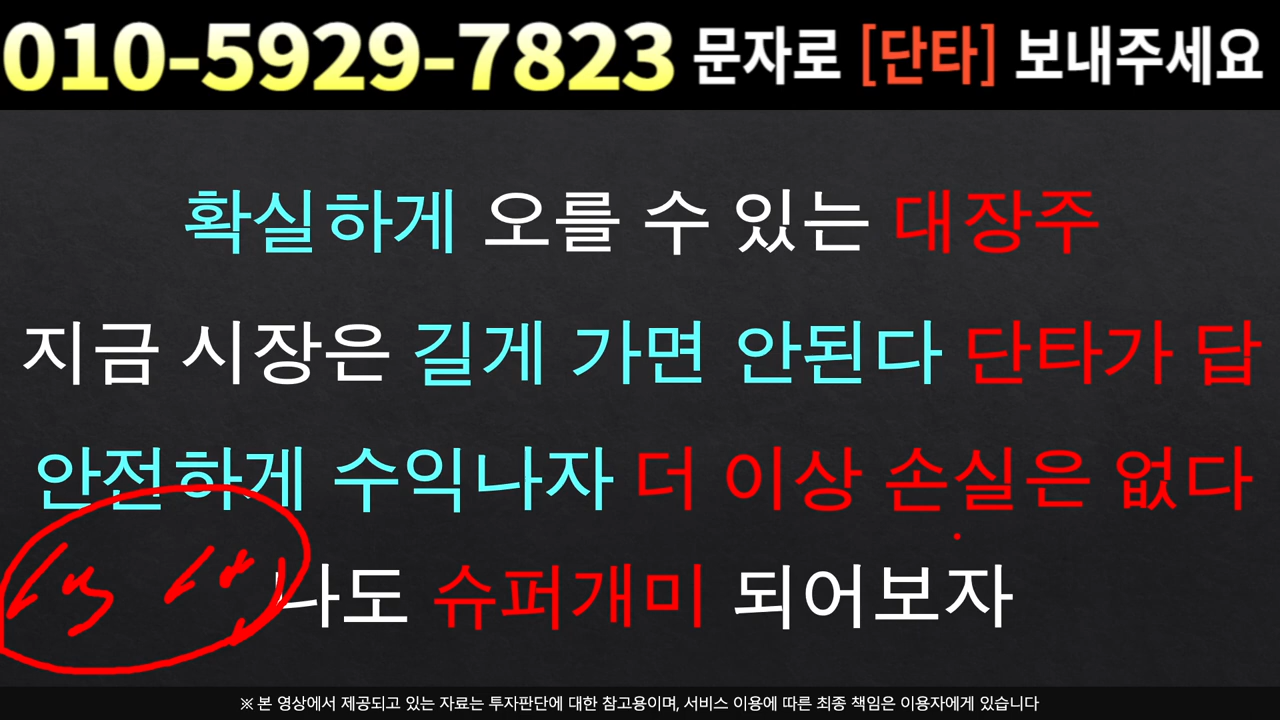 010-5929-7823 문자로 [단타] 보내주세요
확실하게 오를 수 있는 대장주
지금 시장은 길게 가면 안된다 단타가 답
안전하게 수익나자 더 이상 손실은 없다
나도 슈퍼개미 되어보자
※ 본 영상에서 제공되고 있는 자료는 투자판단에 대한 참고용이며, 서비스 이용에 따른 최종 책임은 이용자에게 있습니다